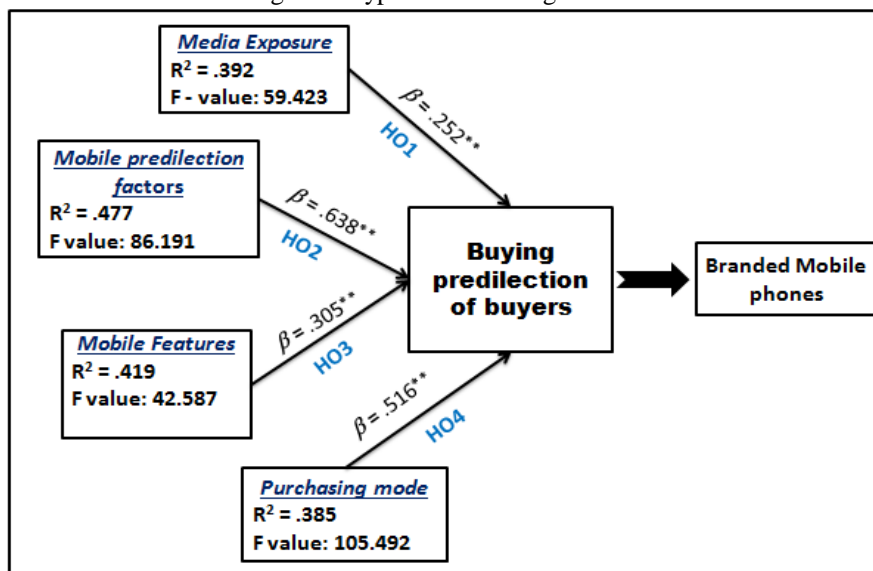 Media Exposure
R² = .392
F - value: 59.423
β = .252**
HO1
Mobile predilection
factors
R² = .477
F value: 86.191
β = .638**
HO2
Buying
predilection
of buyers
Branded Mobile
phones
Mobile Features
R² = .419
F value: 42.587
β = .305**
HO3
β = .516**
HO4
Purchasing mode
R² = .385
F value: 105.492